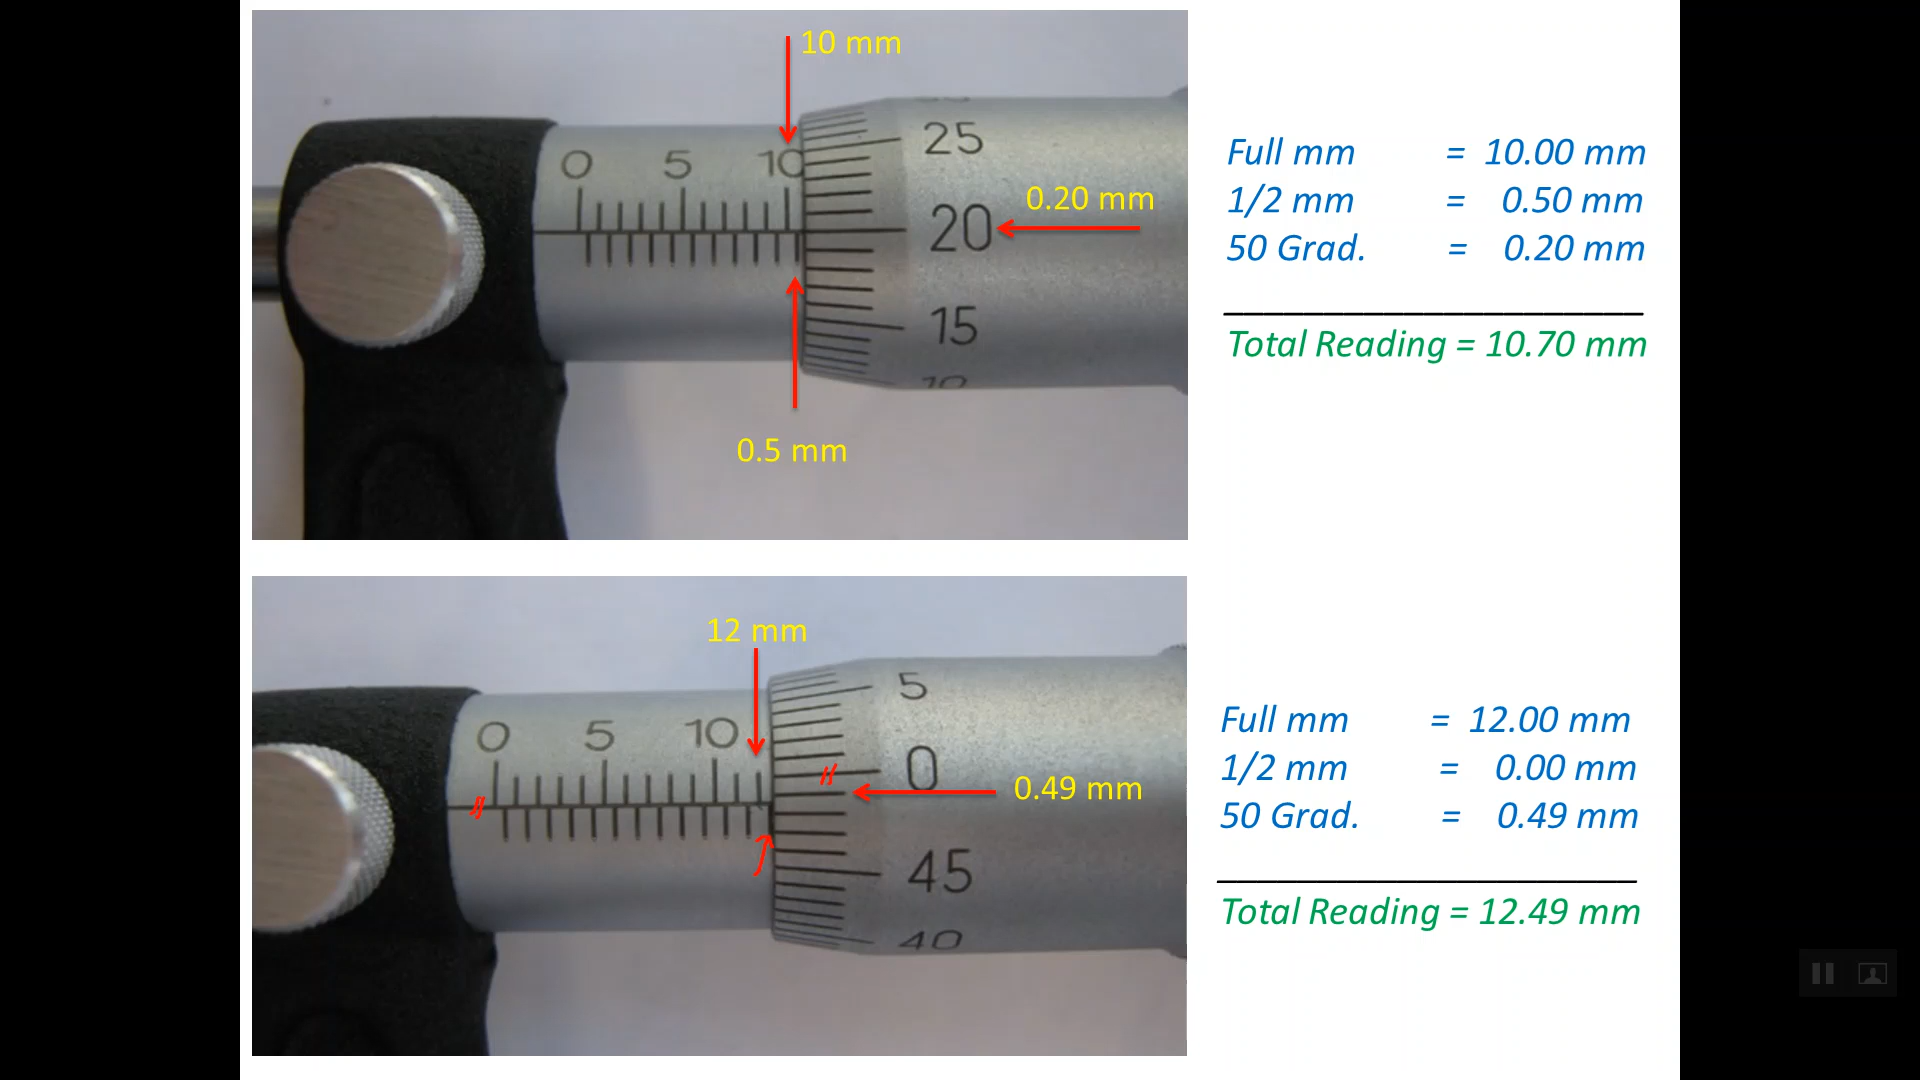 10 mm
25
0 5 10
0.20 mm
20
15
10
0.5 mm
Full mm = 10.00 mm
1/2 mm = 0.50 mm
50 Grad. = 0.20 mm
Total Reading = 10.70 mm
12 mm
5
0 5 10
0
0.49 mm
45
40
Full mm = 12.00 mm
1/2 mm = 0.00 mm
50 Grad. = 0.49 mm
Total Reading = 12.49 mm